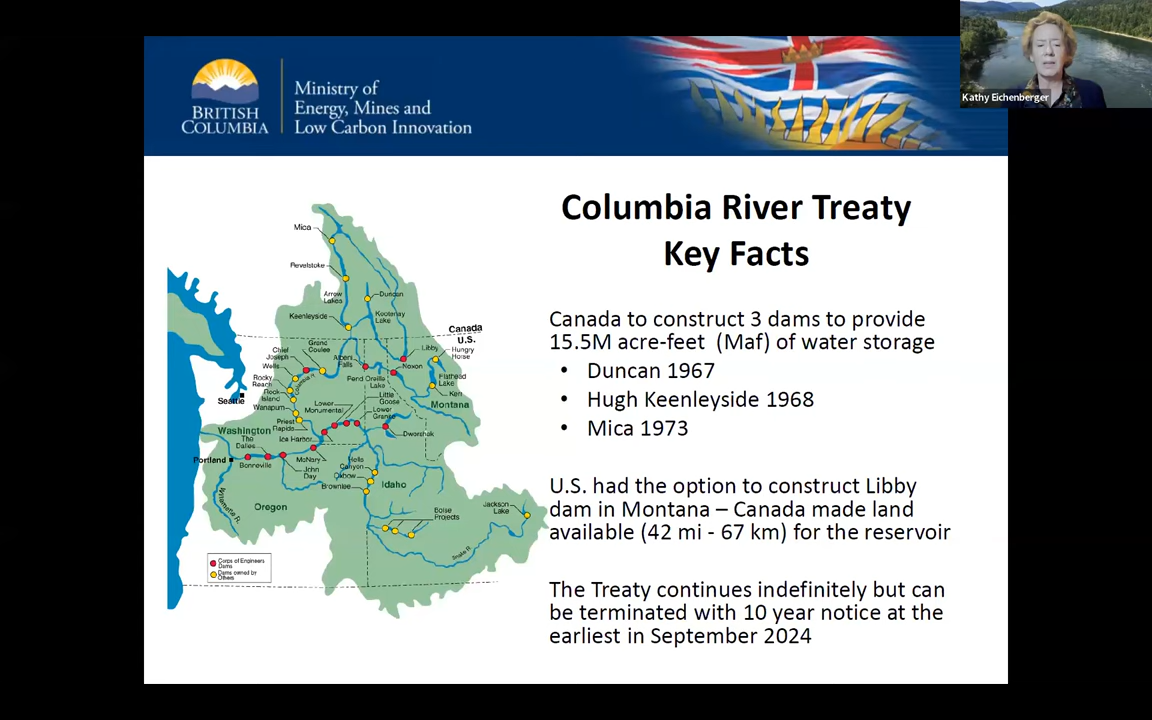 Kathy Eichenberger
BRITISH
COLUMBIA
Ministry of
Energy, Mines and
Low Carbon Innovation
Columbia River Treaty
Key Facts
Canada to construct 3 dams to provide
15.5M acre-feet (Maf) of water storage
• Duncan 1967
• Hugh Keenleyside 1968
• Mica 1973
U.S. had the option to construct Libby
dam in Montana – Canada made land
available (42 mi - 67 km) for the reservoir
The Treaty continues indefinitely but can
be terminated with 10 year notice at the
earliest in September 2024
Mica
Revelstoke
Arrow
Lakes
Duncan
Keenleyside
Kootenay
Lake
Canada
U.S.
Grand
Coulee
Chief
Joseph
Wells
Albeni
Falls
Libby
Hungry
Horse
Noxon
Rocky
Reach
Columbia R.
Pend Oreille
Lake
Flathead
Lake
Kerr
Rock
Island
Seattle
Wanapum
Little
Goose
Lower
Monumental
Lower
Granite
Montana
Priest
Rapids
Washington
Ice Harbor
Dworshak
The
Dalles
Portland
Bonneville
McNary
John
Day
Hells
Canyon
Oxbow
Brownlee
Idaho
Willamette R.
Oregon
Boise
Projects
Jackson
Lake
Snake R.
Corps of Engineers
Dams
Dams owned by
Others